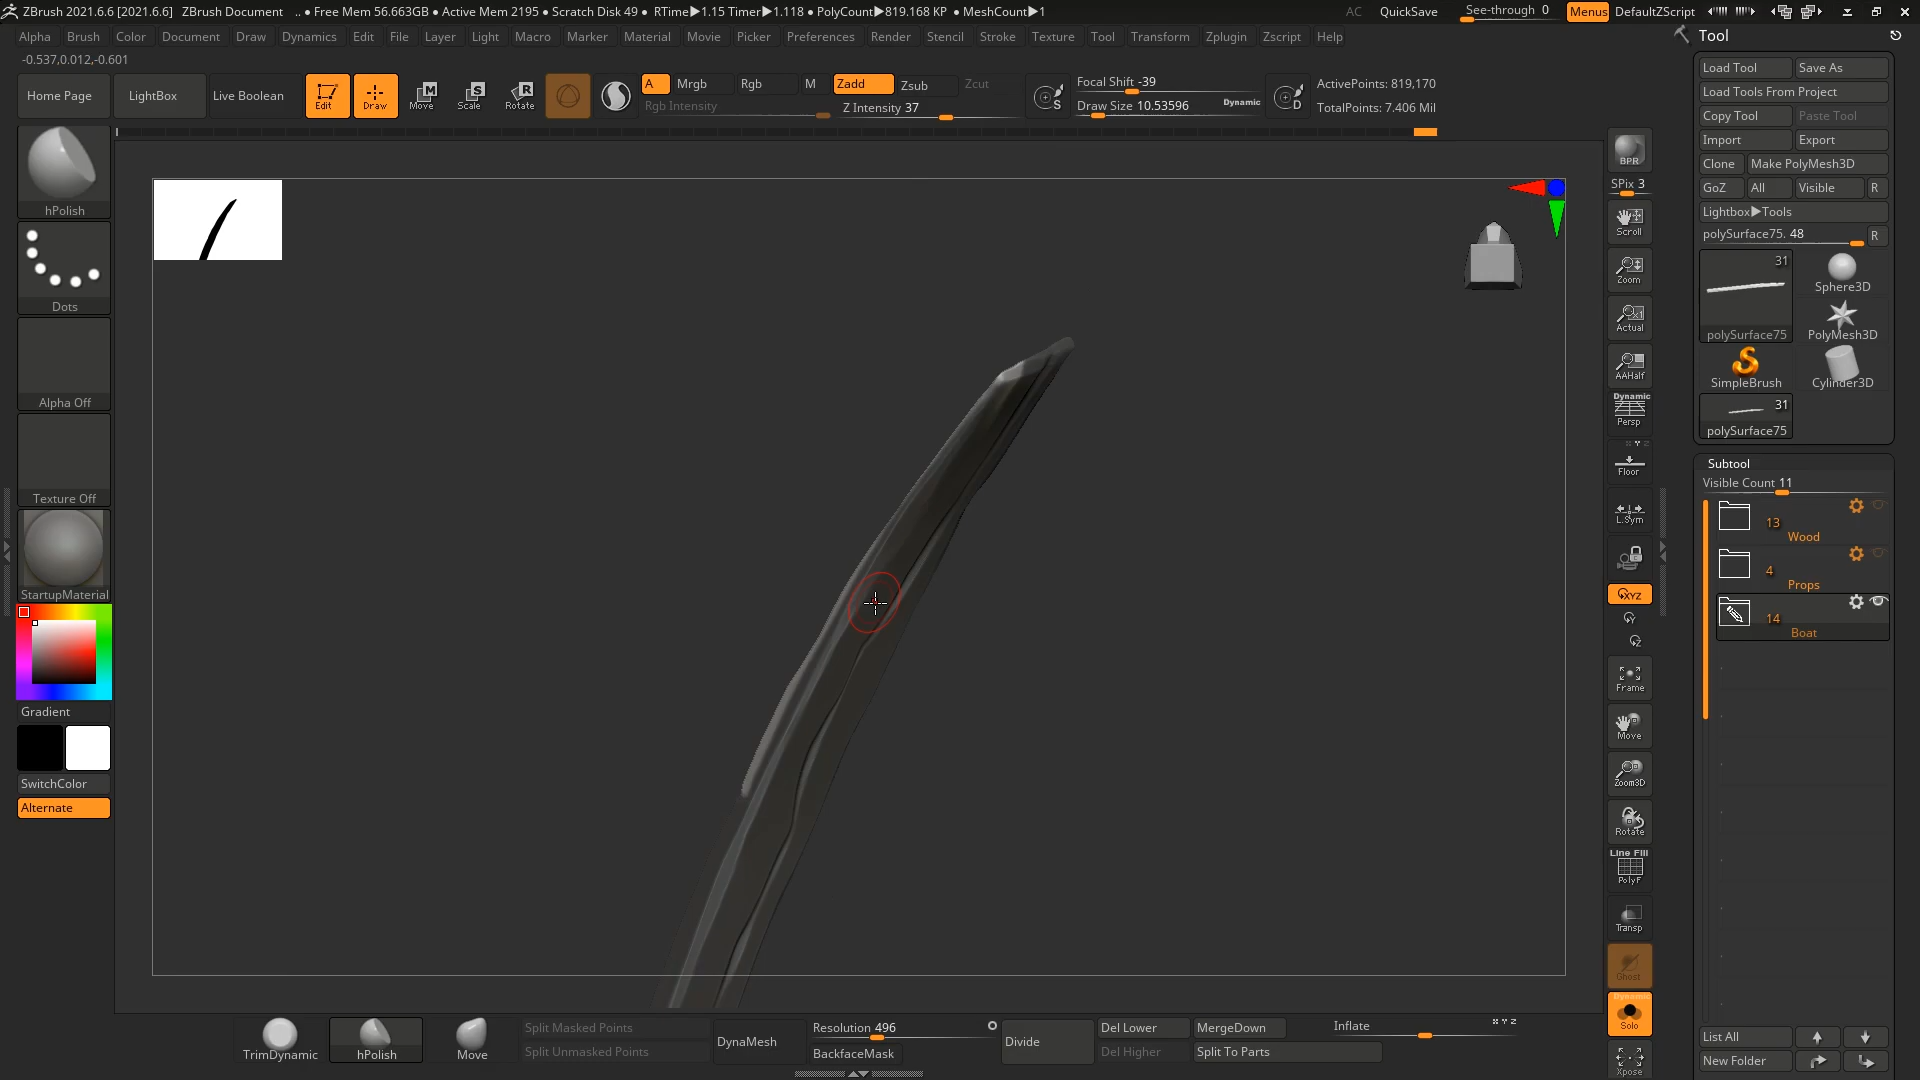 ZBrush 2021.6.6 [2021.6.6] ZBrush Document .. • Free Mem 56.663GB • Active Mem 2195 • Scratch Disk 49 • RTime▶1.15 Timer▶1.118 • PolyCount▶819.168 KP • MeshCount▶1 AC QuickSave See-through 0 Menus DefaultZScript
Alpha Brush Color Document Draw Dynamics Edit File Layer Light Macro Marker Material Movie Picker Preferences Render Stencil Stroke Texture Tool Transform Zplugin Zscript Help
-0.537,0.012,-0.601
Home Page LightBox Live Boolean Edit Draw Move Scale Rotate
M S R
A Mrgb Rgb M Zadd Zsub Zcut
Rgb Intensity Z Intensity 37
S Focal Shift -39
Draw Size 10.53596 Dynamic D
ActivePoints: 819,170
TotalPoints: 7.406 Mil
hPolish
Dots
Alpha Off
Texture Off
StartupMaterial
Gradient
SwitchColor
Alternate
BPR
SPix 3
Scroll
Zoom
Actual
AAHalf
Dynamic
Persp
Floor
L.Sym
XYZ
Y
Z
Frame
Move
Zoom3D
Rotate
Line Fill
PolyF
Transp
Ghost
Dynamic
Solo
Xpose
Tool
Load Tool Save As
Load Tools From Project
Copy Tool Paste Tool
Import Export
Clone Make PolyMesh3D
GoZ All Visible R
Lightbox▶Tools
polySurface75. 48 R
31
polySurface75
Sphere3D
PolyMesh3D
SimpleBrush Cylinder3D
31
polySurface75
Subtool
Visible Count 11
13
Wood
4
Props
14
Boat
List All
New Folder
TrimDynamic hPolish Move
Split Masked Points
Split Unmasked Points
DynaMesh
Resolution 496
BackfaceMask
Divide
Del Lower
Del Higher
MergeDown
Split To Parts
Inflate X Y Z